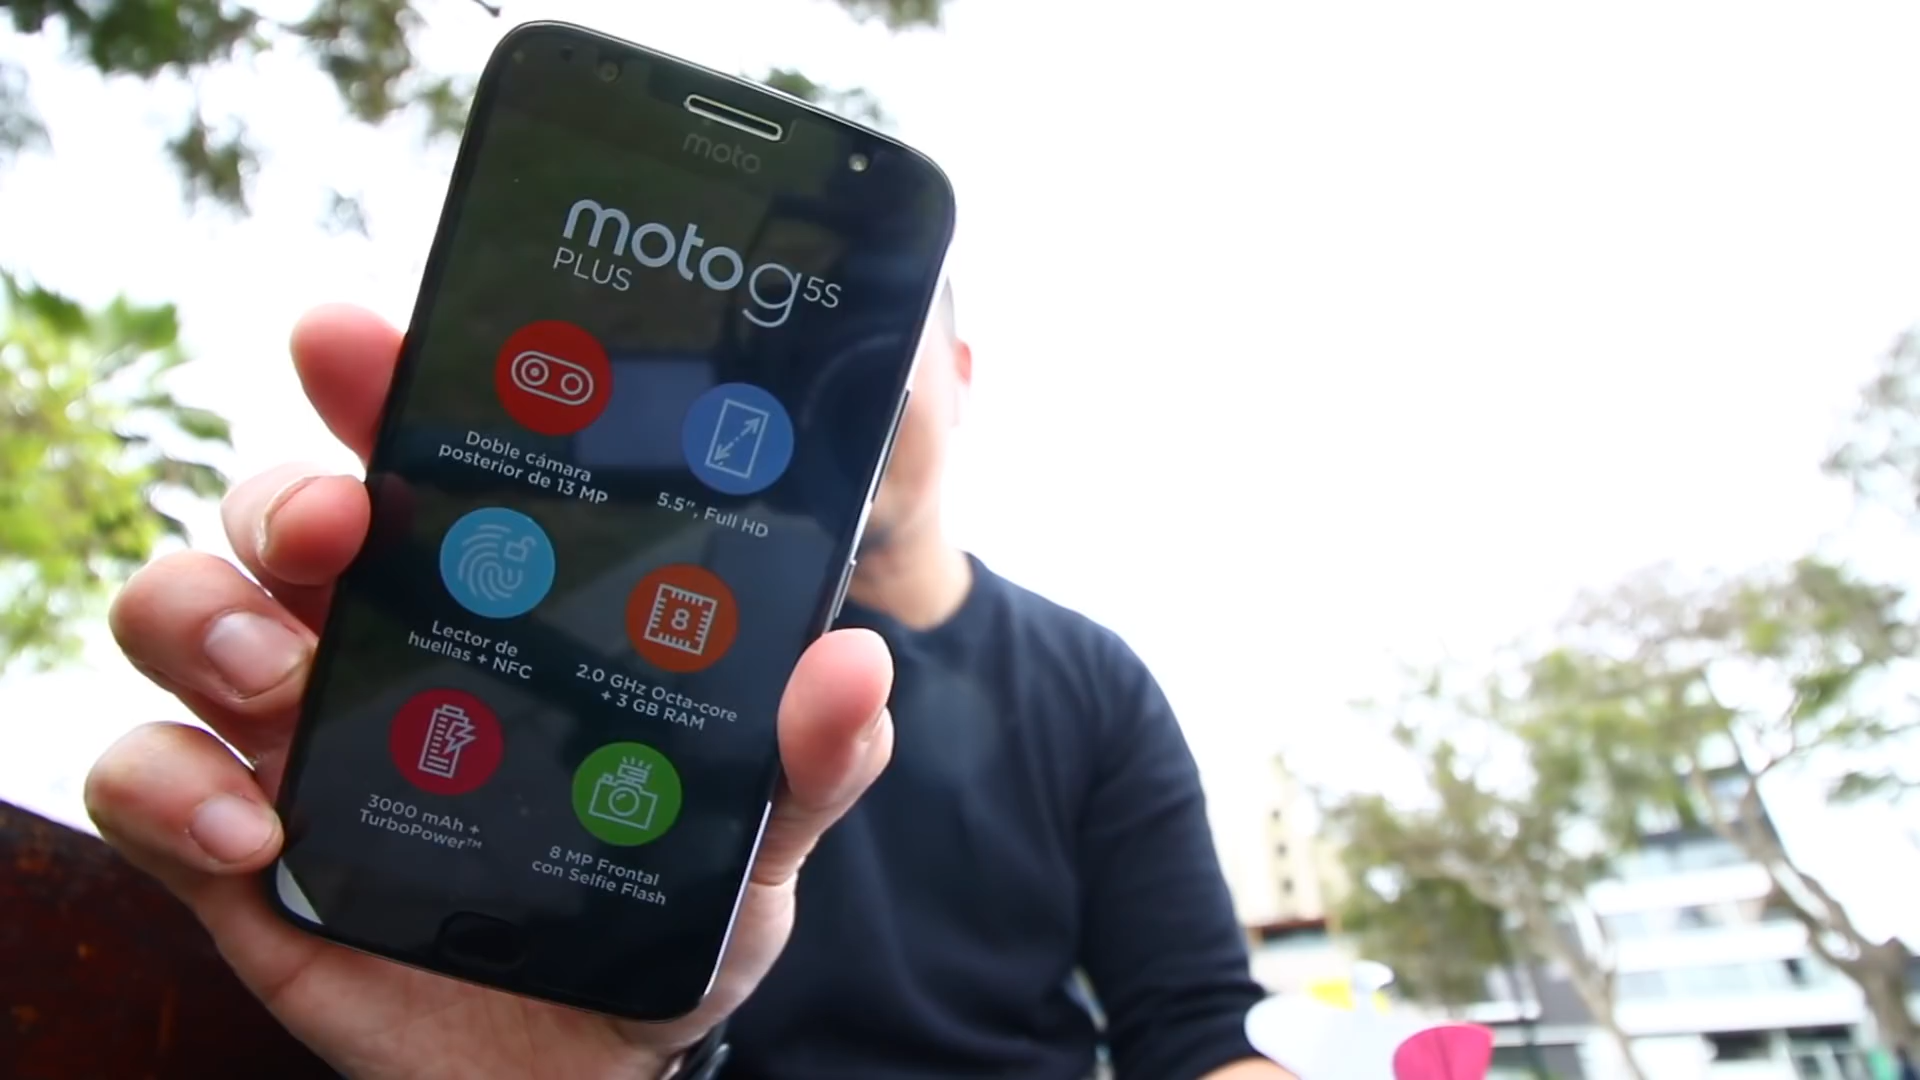 moto
moto g 5S
PLUS
Doble cámara
posterior de 13 MP
5.5", Full HD
Lector de
huellas + NFC
8
2.0 GHz Octa-core
+ 3 GB RAM
3000 mAh +
TurboPower™
8 MP Frontal
con Selfie Flash